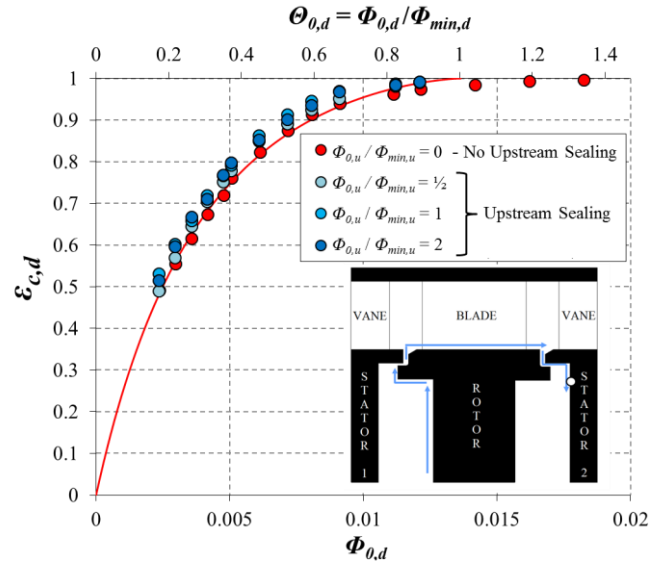 Θ0,d = Φ0,d/Φmin,d
0 0.2 0.4 0.6 0.8 1 1.2 1.4
1
0.9
0.8
0.7
0.6
0.5
0.4
0.3
0.2
0.1
0
εc,d
Φ0,u / Φmin,u = 0 - No Upstream Sealing
Φ0,u / Φmin,u = ½
Φ0,u / Φmin,u = 1
Upstream Sealing
Φ0,u / Φmin,u = 2
VANE BLADE VANE
STATOR 1
ROTOR
STATOR 2
0 0.005 0.01 0.015 0.02
Φ0,d